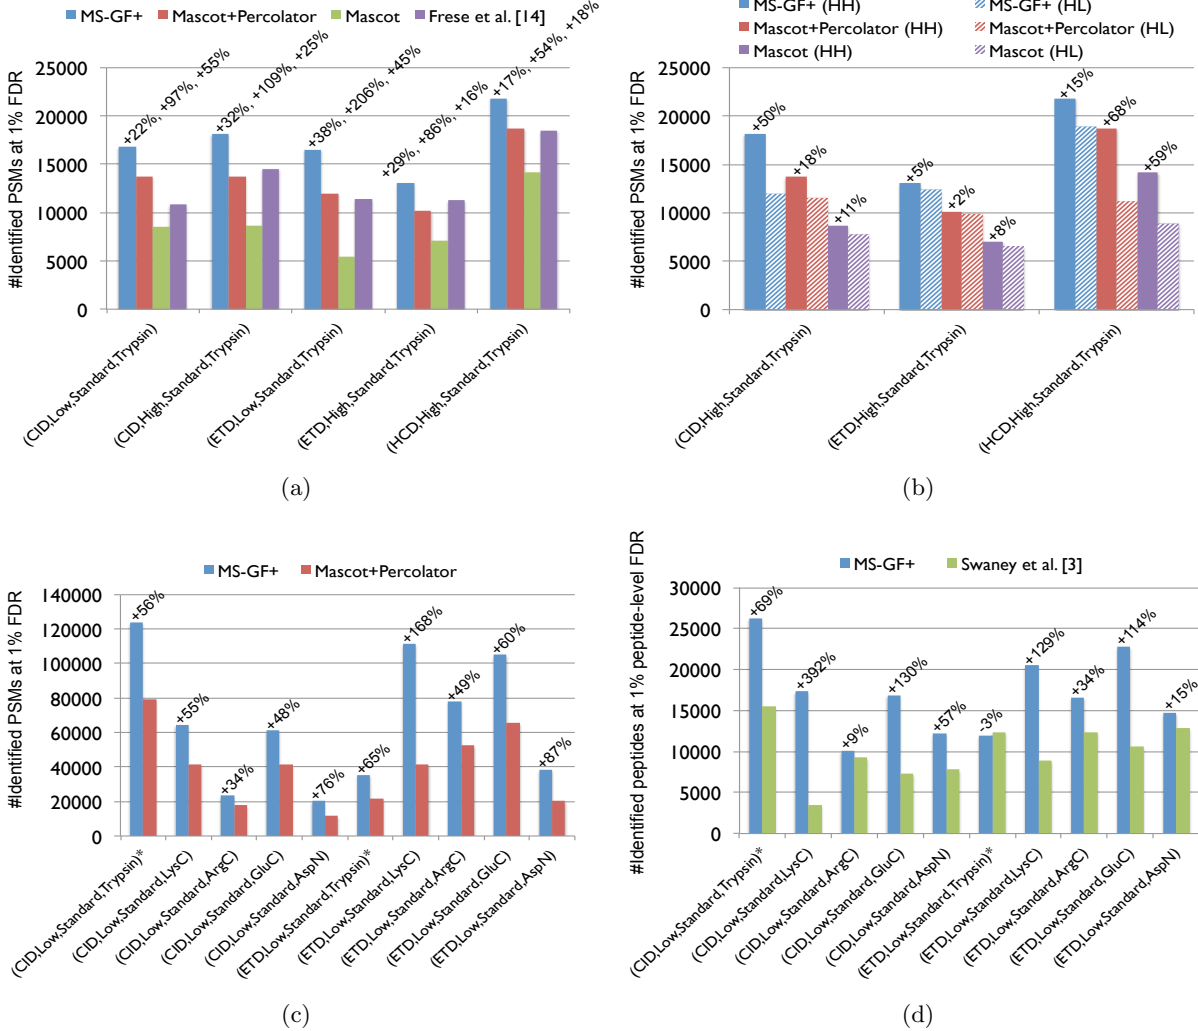 MS-GF+ Mascot+Percolator Mascot Frese et al. [14]
#Identified PSMs at 1% FDR
25000
20000
15000
10000
5000
0
+22%, +97%, +55%
+32%, +109%, +25%
+38%, +206%, +45%
+29%, +86%, +16%
+17%, +54%, +18%
(CID,Low,Standard,Trypsin)
(CID,High,Standard,Trypsin)
(ETD,Low,Standard,Trypsin)
(ETD,High,Standard,Trypsin)
(HCD,High,Standard,Trypsin)
(a)
MS-GF+ (HH) MS-GF+ (HL)
Mascot+Percolator (HH) Mascot+Percolator (HL)
Mascot (HH) Mascot (HL)
#Identified PSMs at 1% FDR
25000
20000
15000
10000
5000
0
+50%
+18%
+11%
+5%
+2%
+8%
+15%
+68%
+59%
(CID,High,Standard,Trypsin)
(ETD,High,Standard,Trypsin)
(HCD,High,Standard,Trypsin)
(b)
MS-GF+ Mascot+Percolator
#Identified PSMs at 1% FDR
140000
120000
100000
80000
60000
40000
20000
0
+56%
+55%
+34%
+48%
+76%
+65%
+168%
+49%
+60%
+87%
(CID,Low,Standard,Trypsin)*
(CID,Low,Standard,LysC)
(CID,Low,Standard,ArgC)
(CID,Low,Standard,GluC)
(CID,Low,Standard,AspN)
(ETD,Low,Standard,Trypsin)*
(ETD,Low,Standard,LysC)
(ETD,Low,Standard,ArgC)
(ETD,Low,Standard,GluC)
(ETD,Low,Standard,AspN)
(c)
MS-GF+ Swaney et al. [3]
#Identified peptides at 1% peptide-level FDR
30000
25000
20000
15000
10000
5000
0
+69%
+392%
+9%
+130%
+57%
-3%
+129%
+34%
+114%
+15%
(CID,Low,Standard,Trypsin)*
(CID,Low,Standard,LysC)
(CID,Low,Standard,ArgC)
(CID,Low,Standard,GluC)
(CID,Low,Standard,AspN)
(ETD,Low,Standard,Trypsin)*
(ETD,Low,Standard,LysC)
(ETD,Low,Standard,ArgC)
(ETD,Low,Standard,GluC)
(ETD,Low,Standard,AspN)
(d)